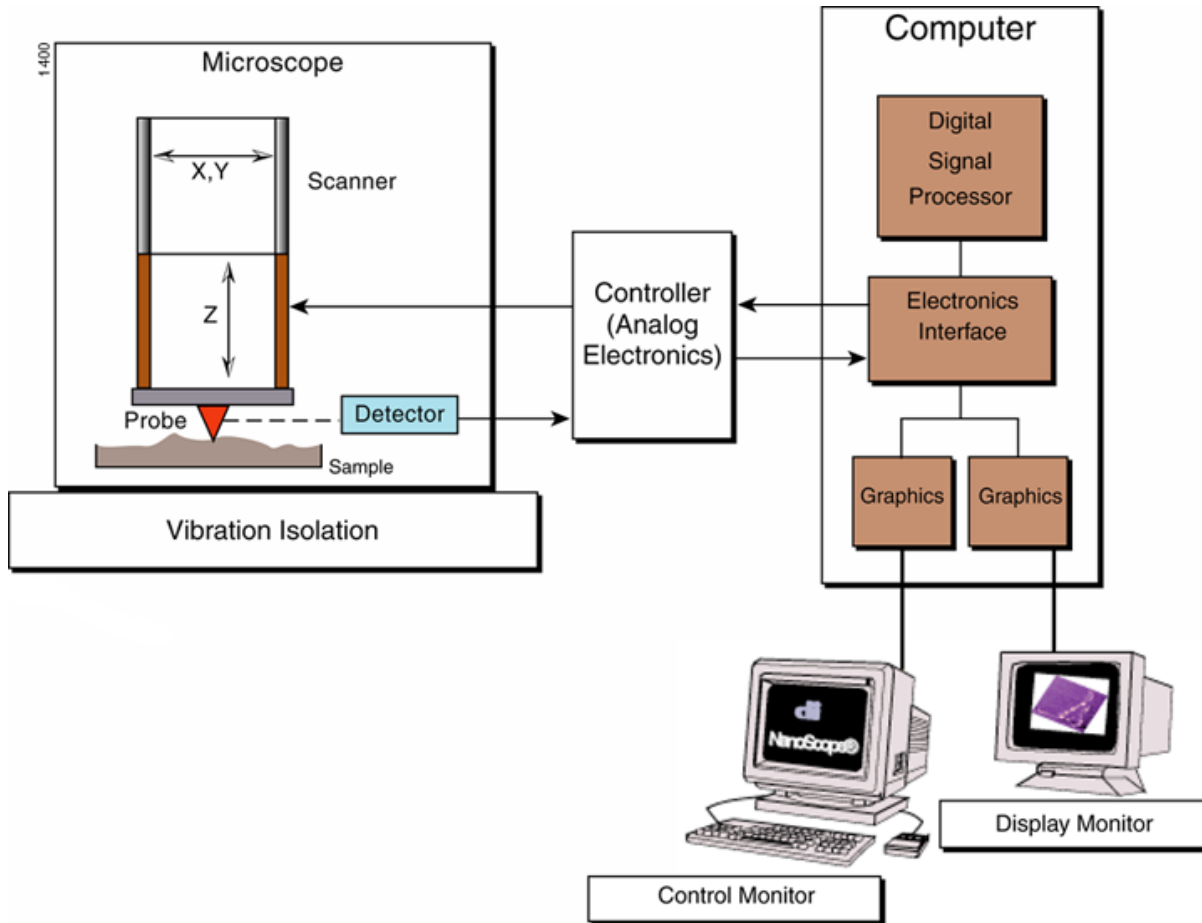 1400
Microscope
X,Y
Scanner
Z
Probe
Detector
Sample
Vibration Isolation
Controller
(Analog
Electronics)
Computer
Digital
Signal
Processor
Electronics
Interface
Graphics
Graphics
di
NanoScope®
Control Monitor
Display Monitor